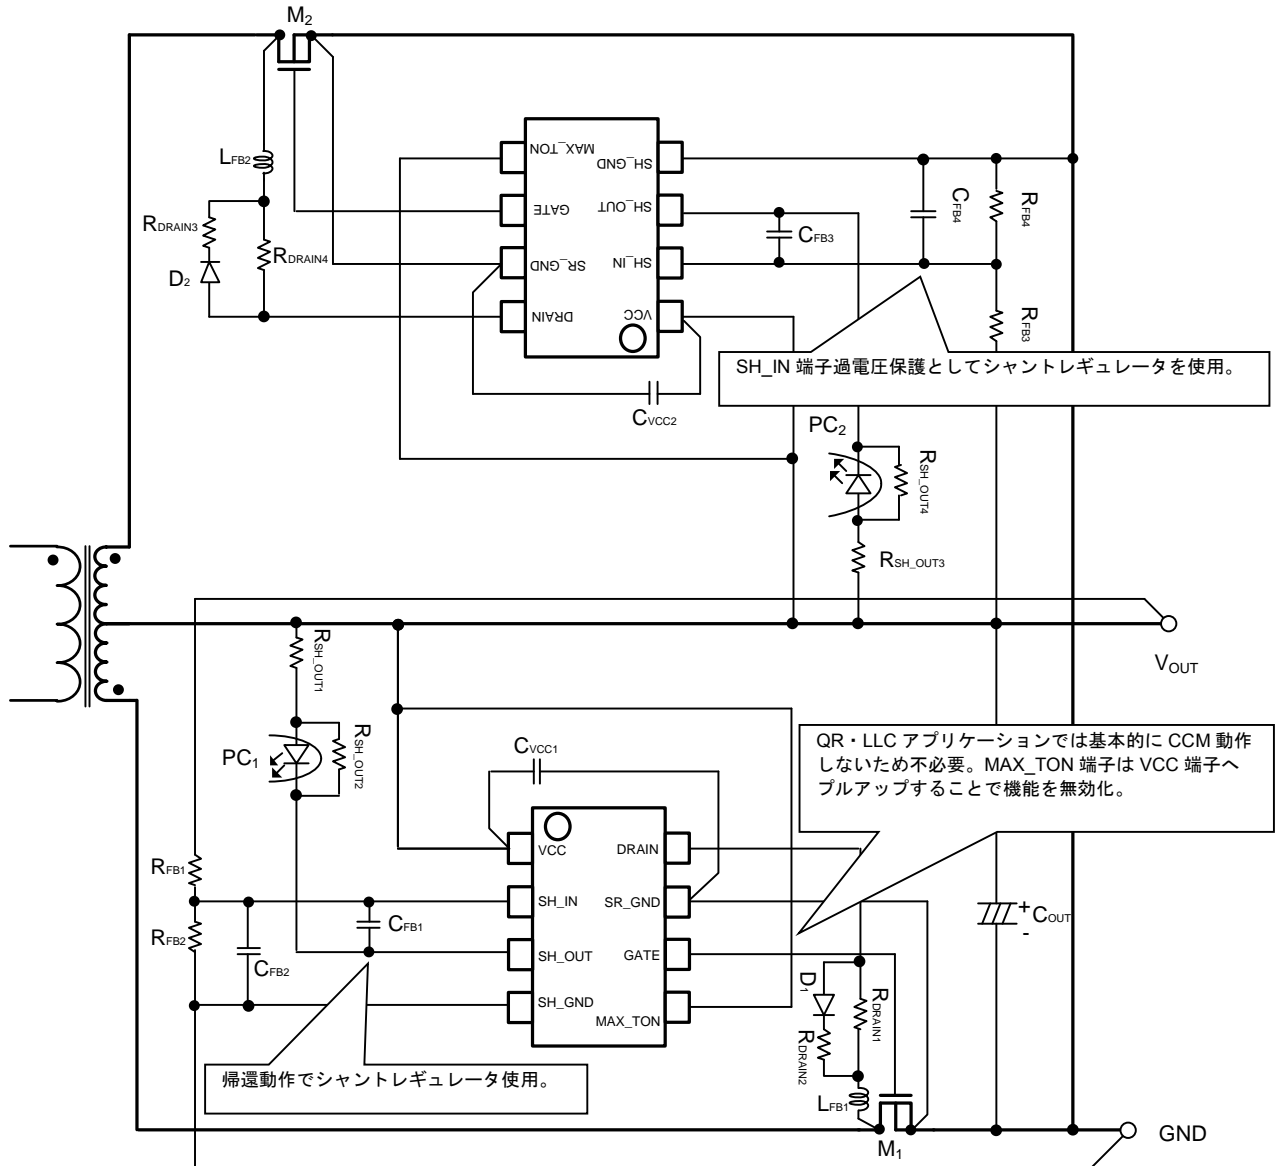 M2
LFB2
RDRAIN3
RDRAIN4
D2
MAX_TON
GATE
SR_GND
DRAIN
SH_GND
SH_OUT
SH_IN
VCC
CFB3
CFB4
RFB4
RFB3
CVCC2
SH_IN 端子過電圧保護としてシャントレギュレータを使用。
PC2
RSH_OUT4
RSH_OUT3
VOUT
RSH_OUT1
PC1
RSH_OUT2
CVCC1
QR・LLC アプリケーションでは基本的に CCM 動作
しないため不必要。MAX_TON 端子は VCC 端子へ
プルアップすることで機能を無効化。
VCC
SH_IN
SH_OUT
SH_GND
DRAIN
SR_GND
GATE
MAX_TON
RFB1
RFB2
CFB2
CFB1
+
-
COUT
D1
RDRAIN1
RDRAIN2
LFB1
M1
GND
帰還動作でシャントレギュレータ使用。